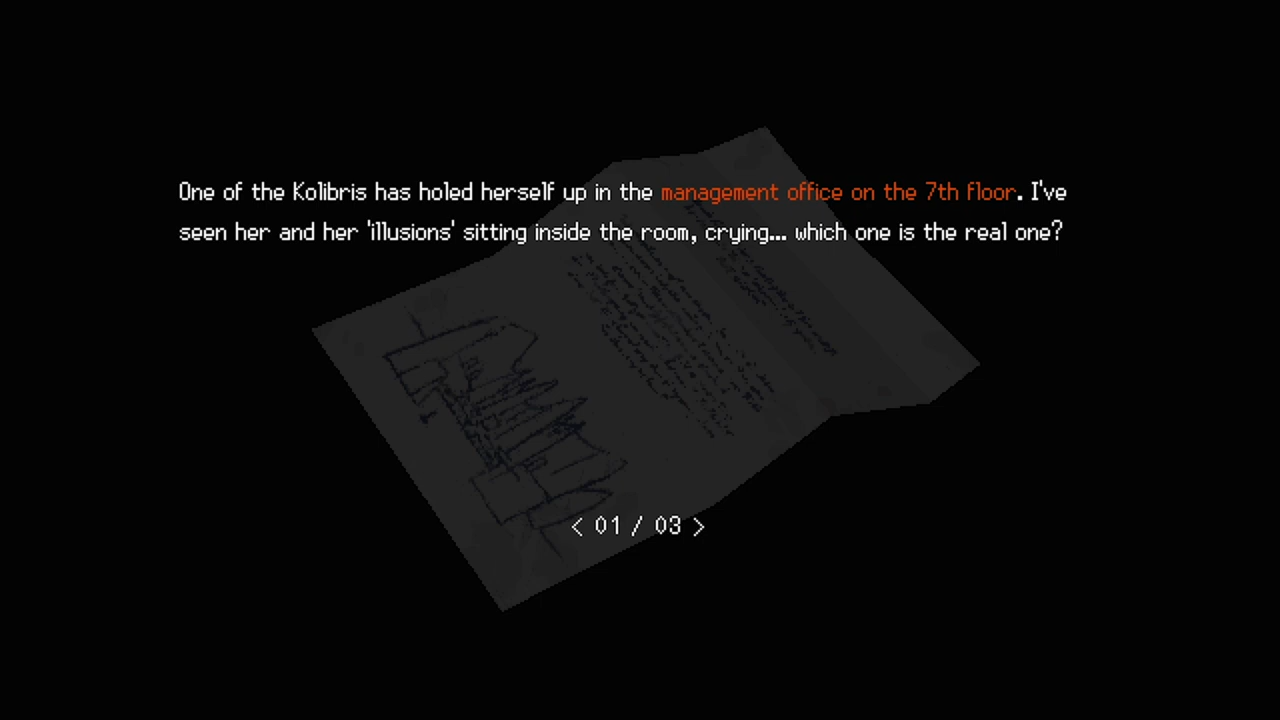 One of the Kolibris has holed herself up in the management office on the 7th floor. I've
seen her and her 'illusions' sitting inside the room, crying... which one is the real one?
< 01 / 03 >